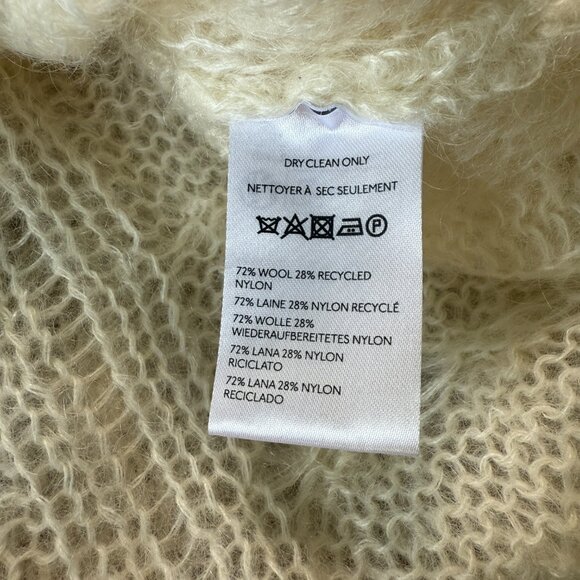 DRY CLEAN ONLY
NETTOYER À SEC SEULEMENT
P
72% WOOL 28% RECYCLED
NYLON
72% LAINE 28% NYLON RECYCLÉ
72% WOLLE 28%
WIEDERAUFBEREITETES NYLON
72% LANA 28% NYLON
RICICLATO
72% LANA 28% NYLON
RECICLADO